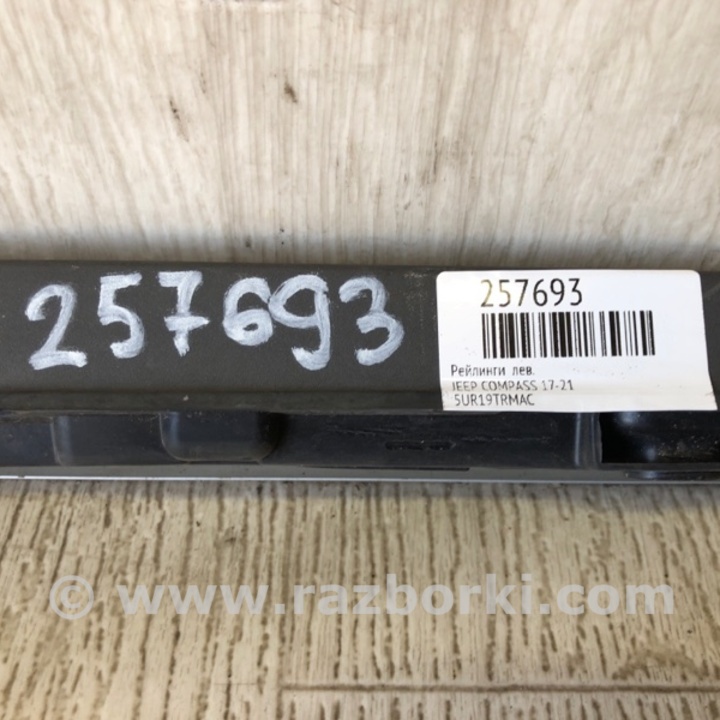 257693
257693
Рейлинги лев.
JEEP COMPASS 17-21
5UR19TRMAC
© www.razborki.com